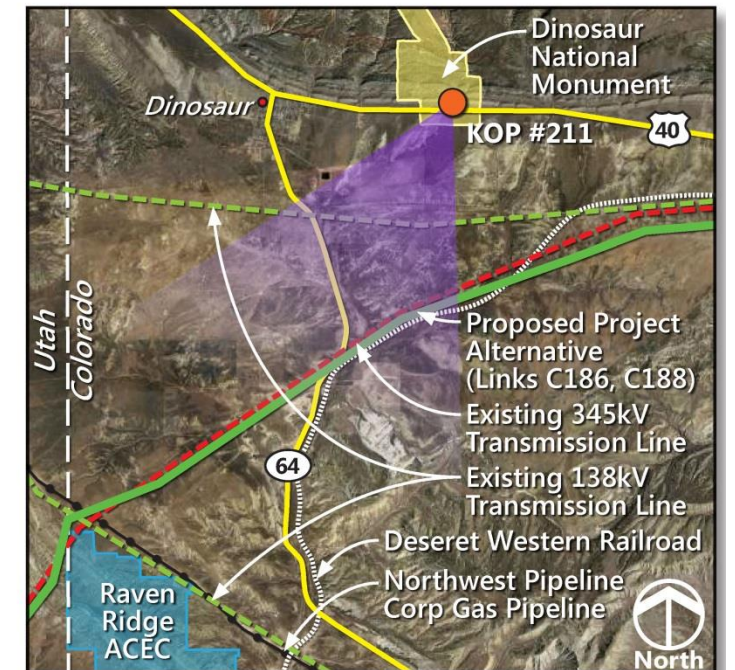 Dinosaur
National
Monument
Dinosaur
KOP #211
40
Utah
Colorado
Proposed Project
Alternative
(Links C186, C188)
Existing 345kV
Transmission Line
64
Existing 138kV
Transmission Line
Deseret Western Railroad
Northwest Pipeline
Corp Gas Pipeline
Raven
Ridge
ACEC
North